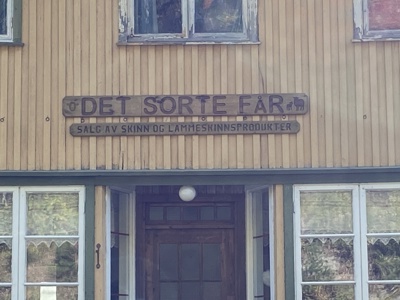 DET SORTE FÅR
SALG AV SKINN OG LAMMESKINNSPRODUKTER